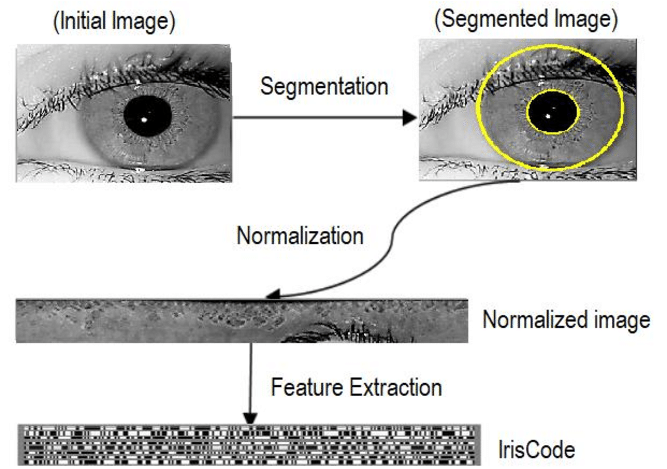 (Initial Image)
(Segmented Image)
Segmentation
Normalization
Normalized image
Feature Extraction
IrisCode